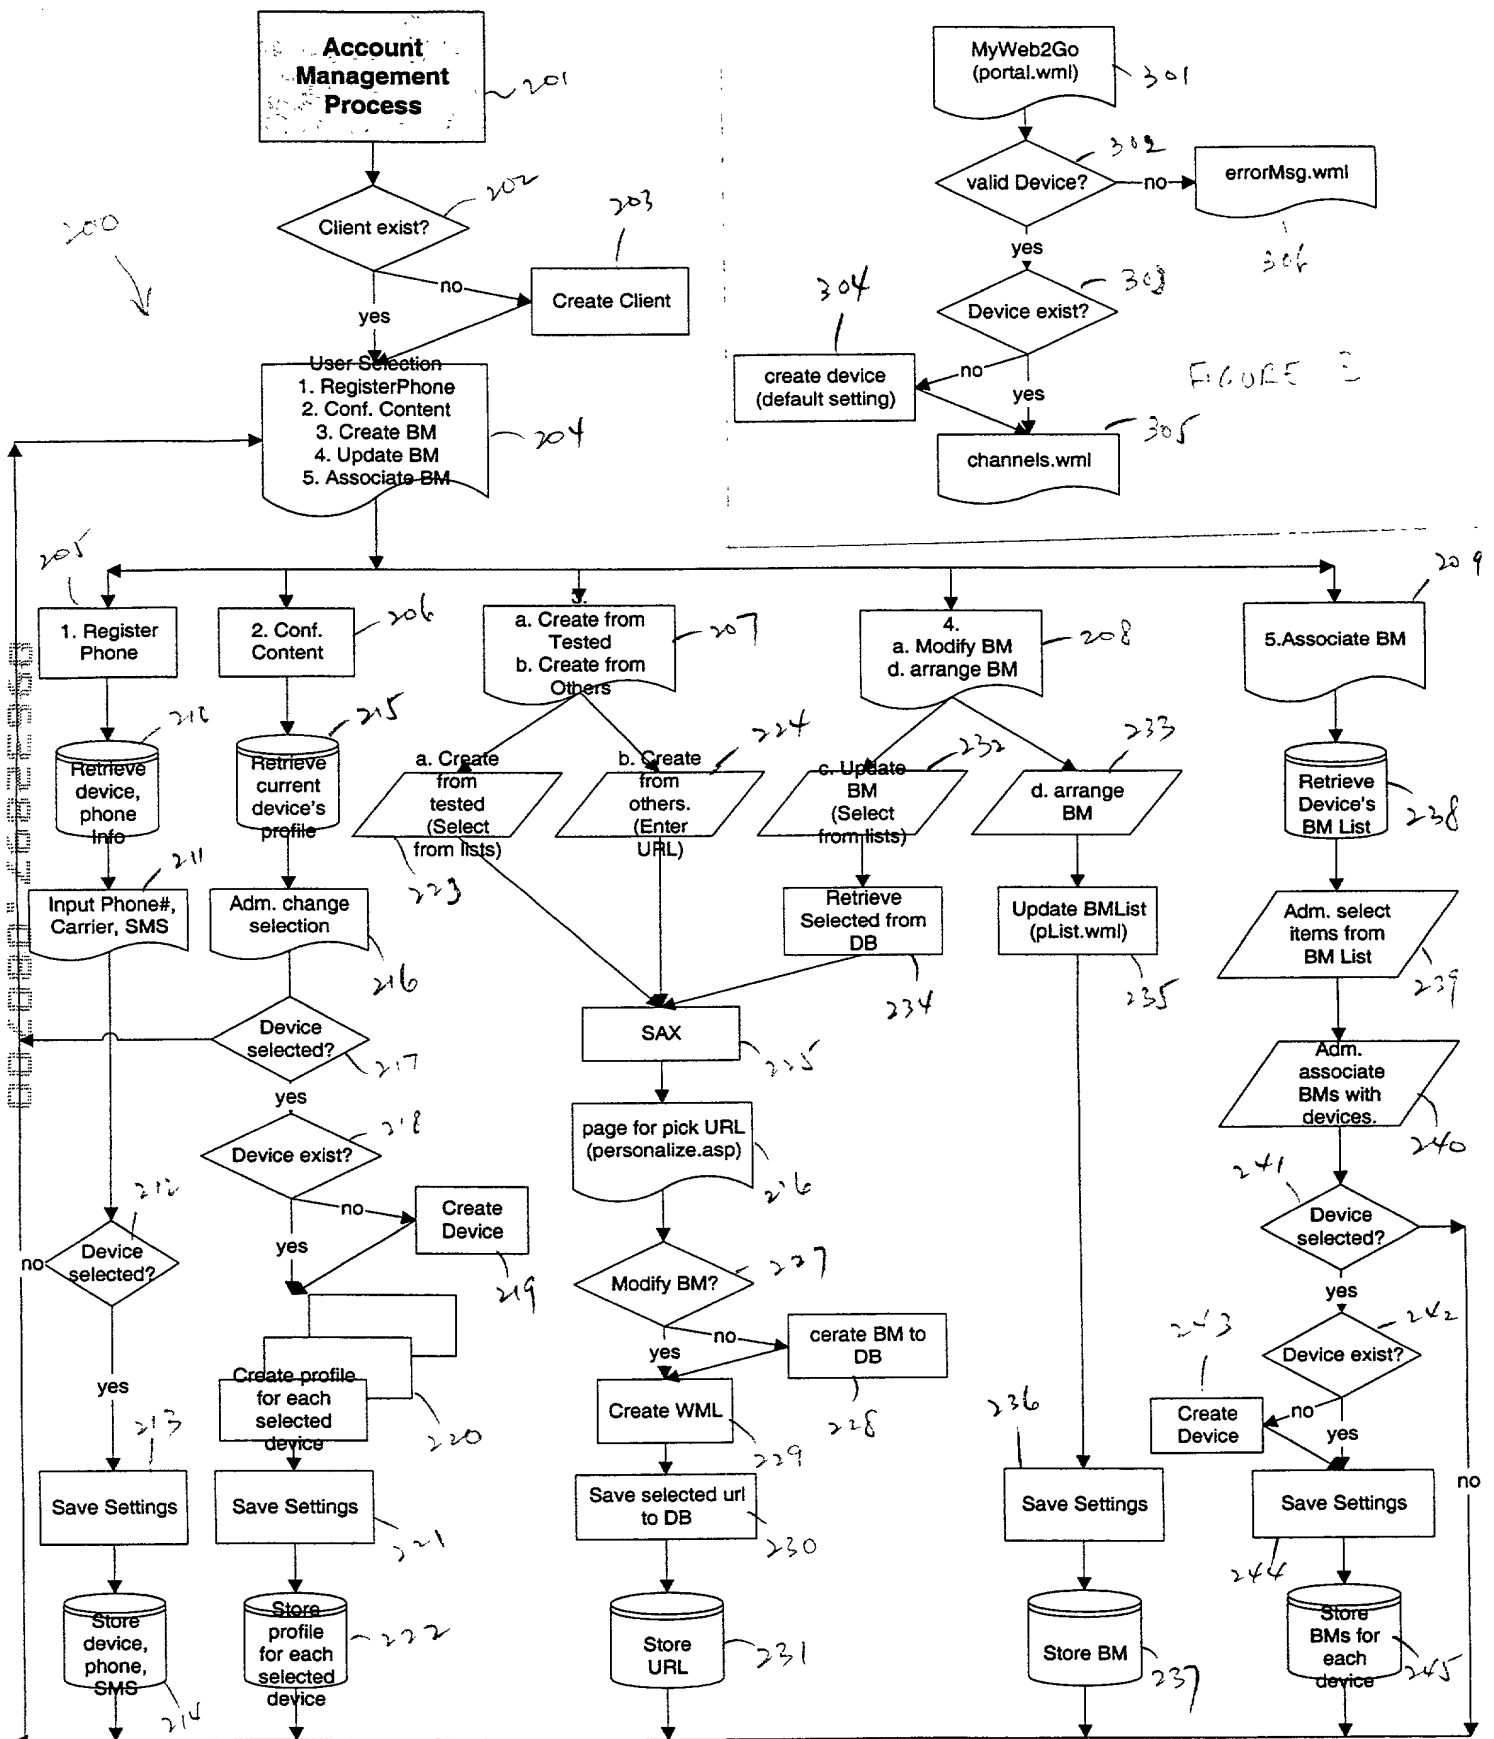 Account
Management
Process
201
202
Client exist?
200
203
no
Create Client
yes
User Selection
1. RegisterPhone
2. Conf. Content
3. Create BM
4. Update BM
5. Associate BM
204
MyWeb2Go
(portal.wml)
301
302
valid Device?
no
errorMsg.wml
306
yes
303
304
Device exist?
create device
(default setting)
no
yes
FIGURE
305
channels.wml
205
1. Register
Phone
210
Retrieve
device,
phone
Info
211
Input Phone#,
Carrier, SMS
212
no
Device
selected?
yes
213
Save Settings
Store
device,
phone,
SMS
214
206
2. Conf.
Content
215
Retrieve
current
device's
profile
Adm. change
selection
216
Device
selected?
217
yes
218
Device exist?
no
Create
Device
219
yes
Create profile
for each
selected
device
220
Save Settings
221
Store
profile
for each
selected
device
222
3.
a. Create from
Tested
b. Create from
Others
207
a. Create
from
tested
(Select
from lists)
223
224
b. Create
from
others.
(Enter
URL)
SAX
225
page for pick URL
(personalize.asp)
226
Modify BM?
227
no
cerate BM to
DB
228
yes
Create WML
229
Save selected url
to DB
230
Store
URL
231
4.
a. Modify BM
d. arrange BM
208
232
c. Update
BM
(Select
from lists)
Retrieve
Selected from
DB
234
233
d. arrange
BM
Update BMList
(pList.wml)
235
236
Save Settings
Store BM
237
209
5.Associate BM
Retrieve
Device's
BM List
238
Adm. select
items from
BM List
239
Adm.
associate
BMs with
devices.
240
241
Device
selected?
yes
242
Device exist?
243
Create
Device
no
yes
no
Save Settings
244
Store
BMs for
each
device
245